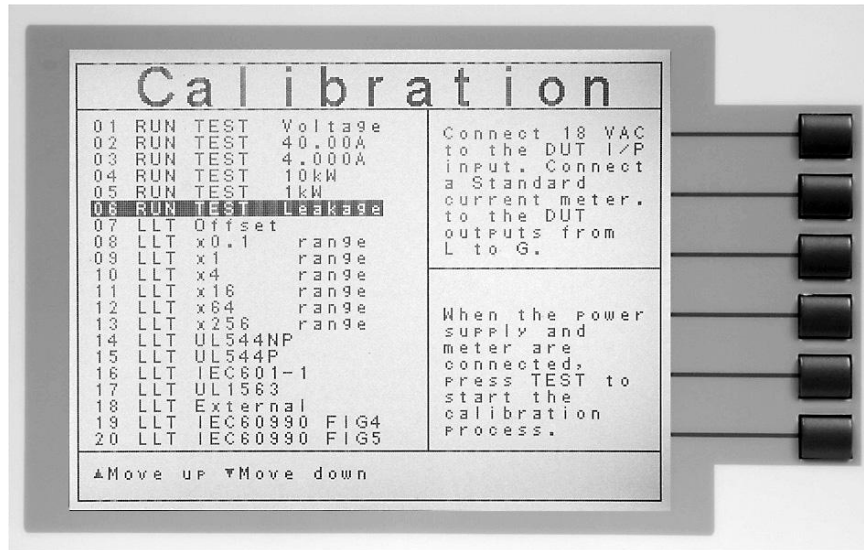 Calibration
01 RUN TEST Voltage
02 RUN TEST 40.00A
03 RUN TEST 4.000A
04 RUN TEST 10kW
05 RUN TEST 1kW
06 RUN TEST Leakage
07 LLT Offset
08 LLT x0.1 range
09 LLT x1 range
10 LLT x4 range
11 LLT x16 range
12 LLT x64 range
13 LLT x256 range
14 LLT UL544NP
15 LLT UL544P
16 LLT IEC601-1
17 LLT UL1563
18 LLT External
19 LLT IEC60990 FIG4
20 LLT IEC60990 FIG5
Connect 18 VAC
to the DUT I/P
input. Connect
a Standard
current meter.
to the DUT
outputs from
L to G.
When the power
supply and
meter are
connected,
press TEST to
start the
calibration
process.
▲Move up ▼Move down